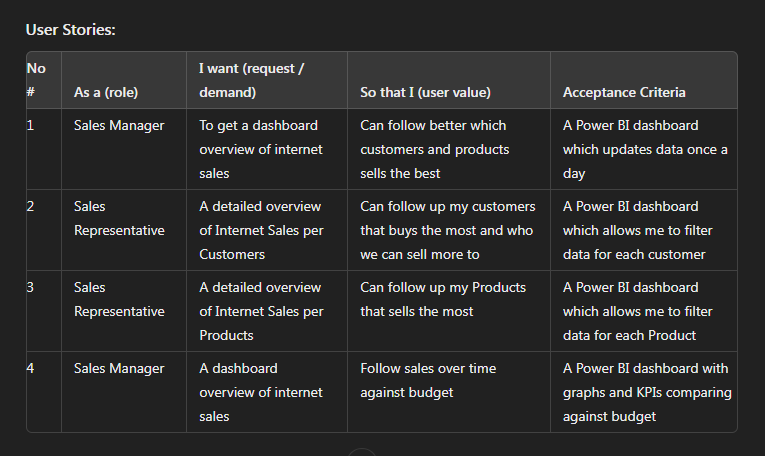 User Stories:
No # As a (role) I want (request / demand) So that I (user value) Acceptance Criteria
1 Sales Manager To get a dashboard overview of internet sales Can follow better which customers and products sells the best A Power BI dashboard which updates data once a day
2 Sales Representative A detailed overview of Internet Sales per Customers Can follow up my customers that buys the most and who we can sell more to A Power BI dashboard which allows me to filter data for each customer
3 Sales Representative A detailed overview of Internet Sales per Products Can follow up my Products that sells the most A Power BI dashboard which allows me to filter data for each Product
4 Sales Manager A dashboard overview of internet sales Follow sales over time against budget A Power BI dashboard with graphs and KPIs comparing against budget